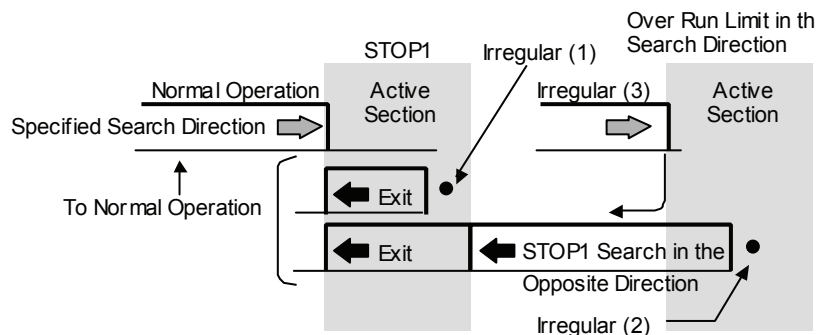 Over Run Limit in th
Search Direction
STOP1
Irregular (1)
Normal Operation
Active
Section
Irregular (3)
Active
Section
Specified Search Direction
To Normal Operation
Exit
Exit
STOP1 Search in the
Opposite Direction
Irregular (2)